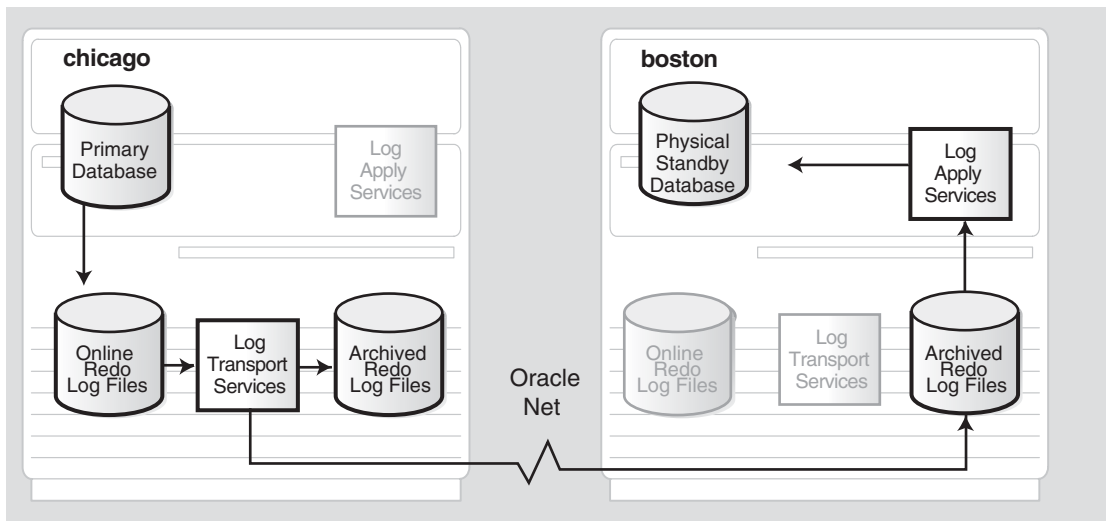 chicago
Primary
Database
Log
Apply
Services
Online
Redo
Log Files
Log
Transport
Services
Archived
Redo
Log Files
Oracle
Net
boston
Physical
Standby
Database
Log
Apply
Services
Online
Redo
Log Files
Log
Transport
Services
Archived
Redo
Log Files